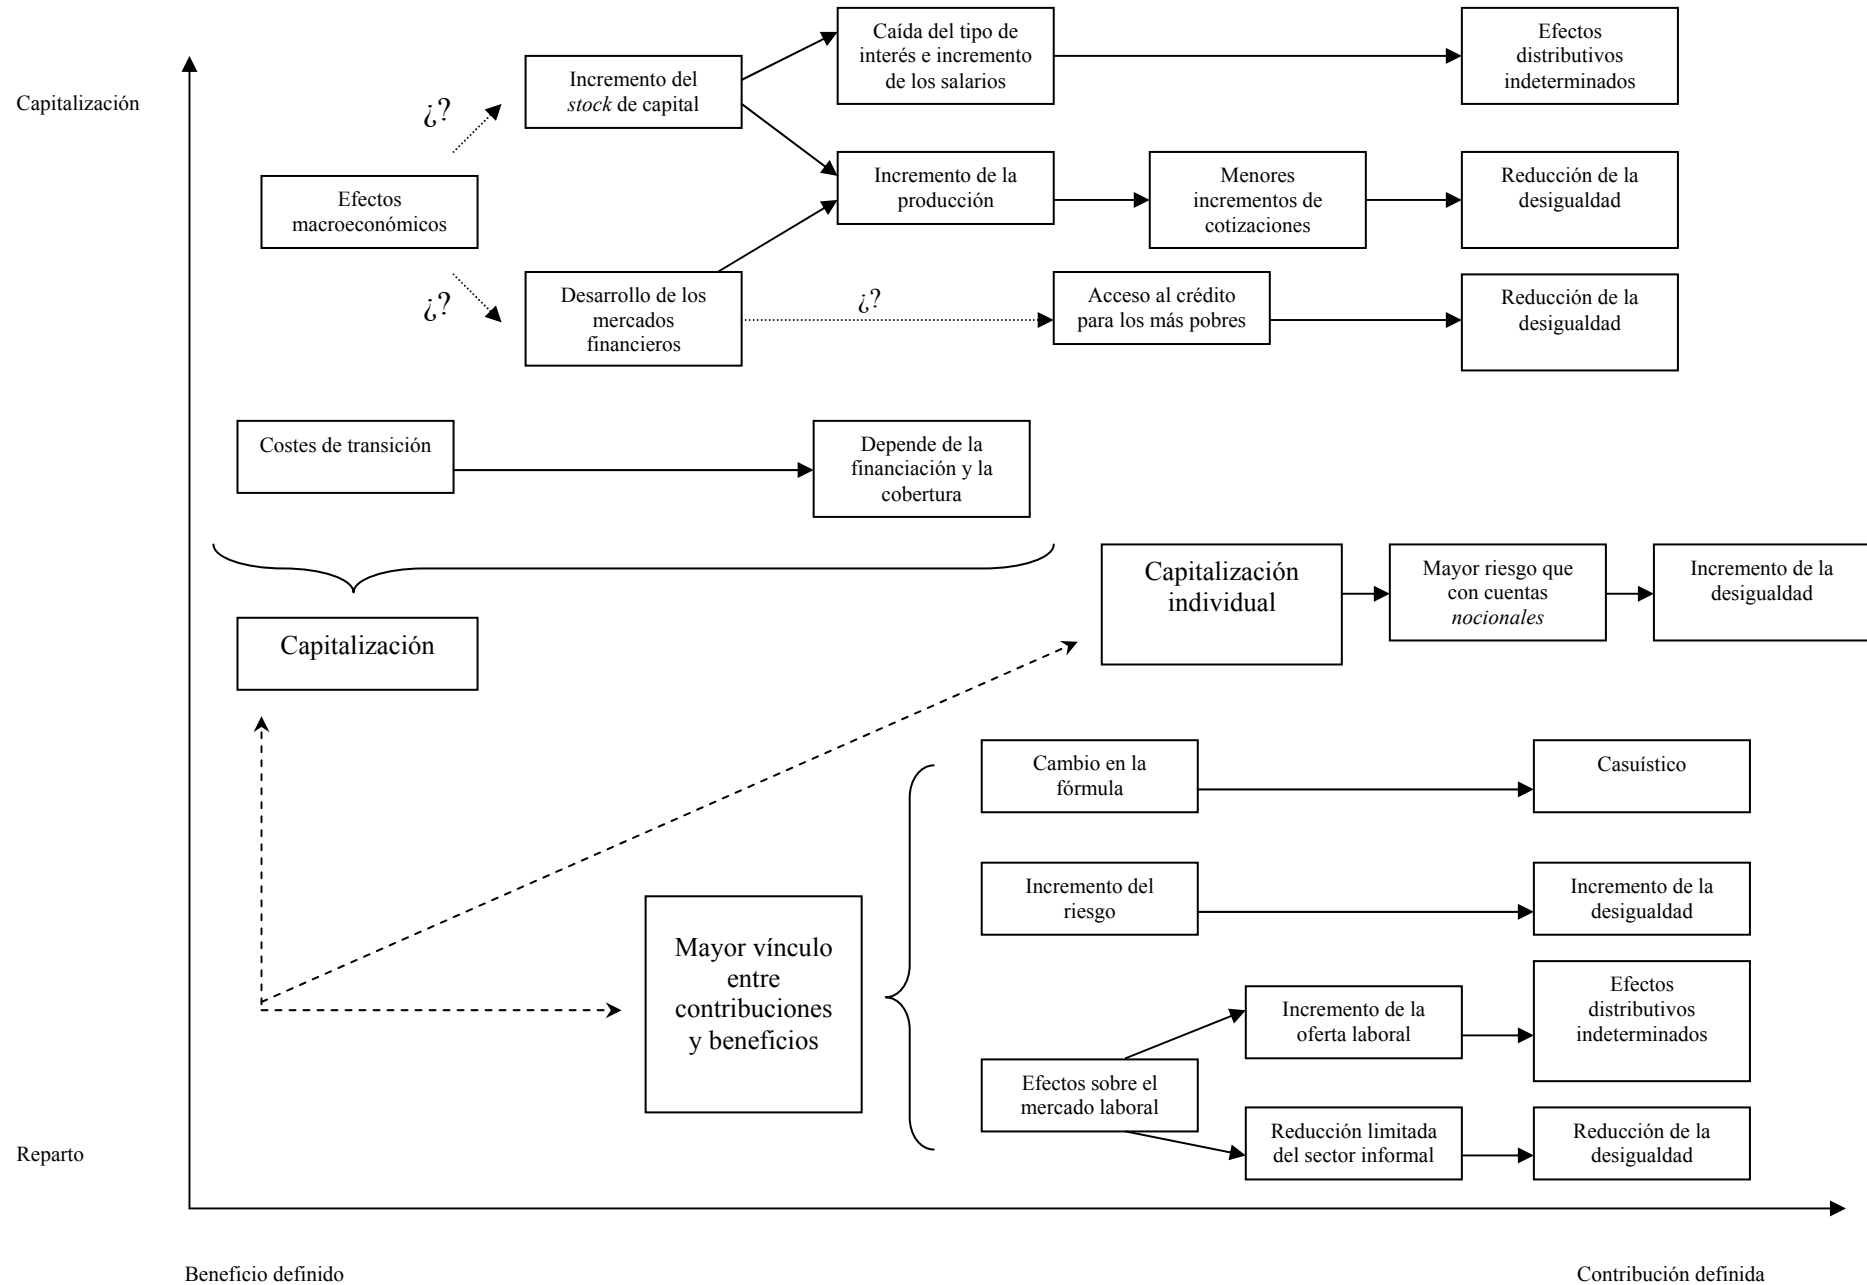 Capitalización
Caída del tipo de
interés e incremento
de los salarios
Efectos
distributivos
indeterminados
Incremento del
stock de capital
¿?
Efectos
macroeconómicos
Incremento de la
producción
Menores
incrementos de
cotizaciones
Reducción de la
desigualdad
¿?
Desarrollo de los
mercados
financieros
¿?
Acceso al crédito
para los más pobres
Reducción de la
desigualdad
Costes de transición
Depende de la
financiación y la
cobertura
Capitalización
Capitalización
individual
Mayor riesgo que
con cuentas
nocionales
Incremento de la
desigualdad
Mayor vínculo
entre
contribuciones
y beneficios
Cambio en la
fórmula
Casuístico
Incremento del
riesgo
Incremento de la
desigualdad
Efectos sobre el
mercado laboral
Incremento de la
oferta laboral
Efectos
distributivos
indeterminados
Reducción limitada
del sector informal
Reducción de la
desigualdad
Reparto
Beneficio definido
Contribución definida